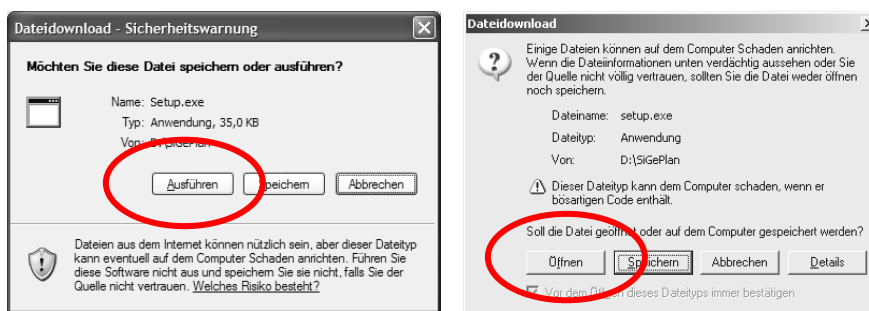 Dateidownload - Sicherheitswarnung
Möchten Sie diese Datei speichern oder ausführen?
Name: Setup.exe
Typ: Anwendung, 35,0 KB
Von: D:\SiGePlan
Ausführen Speichern Abbrechen
Dateien aus dem Internet können nützlich sein, aber dieser Dateityp
kann eventuell auf dem Computer Schaden anrichten. Führen Sie
diese Software nicht aus und speichern Sie sie nicht, falls Sie der
Quelle nicht vertrauen. Welches Risiko besteht?
Dateidownload
Einige Dateien können auf dem Computer Schaden anrichten.
Wenn die Dateiinformationen unten verdächtig aussehen oder Sie
der Quelle nicht völlig vertrauen, sollten Sie die Datei weder öffnen
noch speichern.
Dateiname: setup.exe
Dateityp: Anwendung
Von: D:\SiGePlan
Dieser Dateityp kann dem Computer schaden, wenn er
bösartigen Code enthält.
Soll die Datei geöffnet oder auf dem Computer gespeichert werden?
Öffnen Speichern Abbrechen Details
Vor dem Öffnen dieses Dateityps immer bestätigen